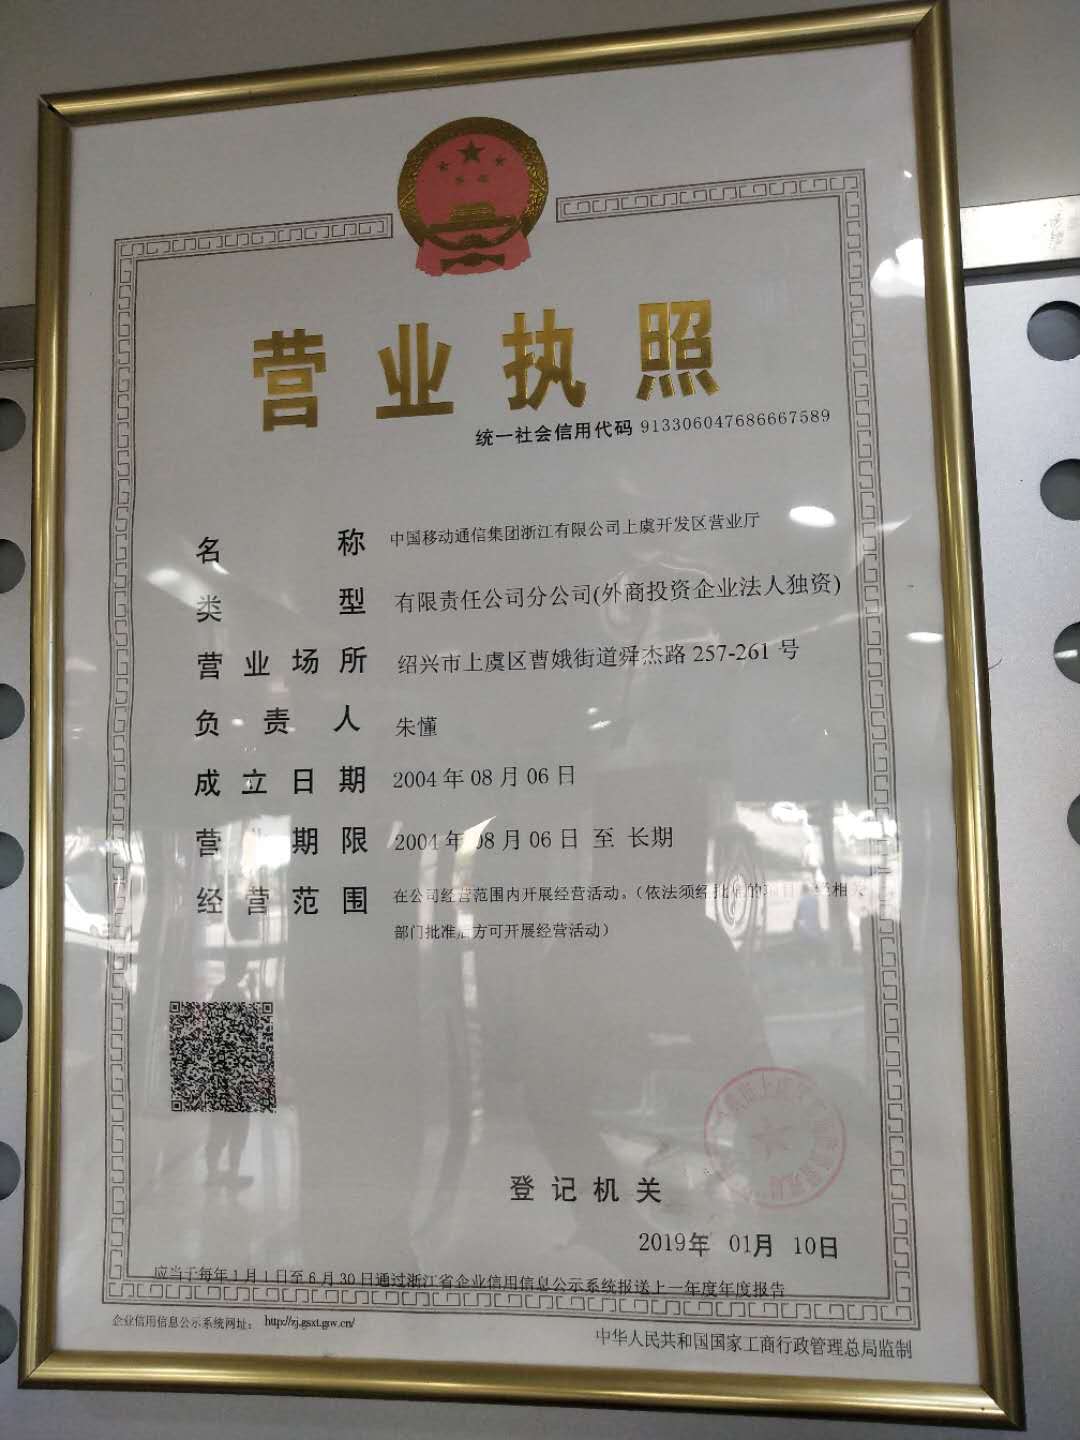 营业执照
统一社会信用代码 913306047686667589
名称 中国移动通信集团浙江有限公司上虞开发区营业厅
类型 有限责任公司分公司(外商投资企业法人独资)
营业场所 绍兴市上虞区曹娥街道舜杰路 257-261 号
负责人 朱懂
成立日期 2004 年 08 月 06 日
营业期限 2004 年 08 月 06 日 至 长期
经营范围 在公司经营范围内开展经营活动。（依法须经批准的项目，经相关
部门批准后方可开展经营活动）
登记机关
2019年 01月 10日
应当于每年 1 月 1 日至 6 月 30 日通过浙江省企业信用信息公示系统报送上一年度年度报告
企业信用信息公示系统网址： http://zj.gsxt.gov.cn/
中华人民共和国国家工商行政管理总局监制